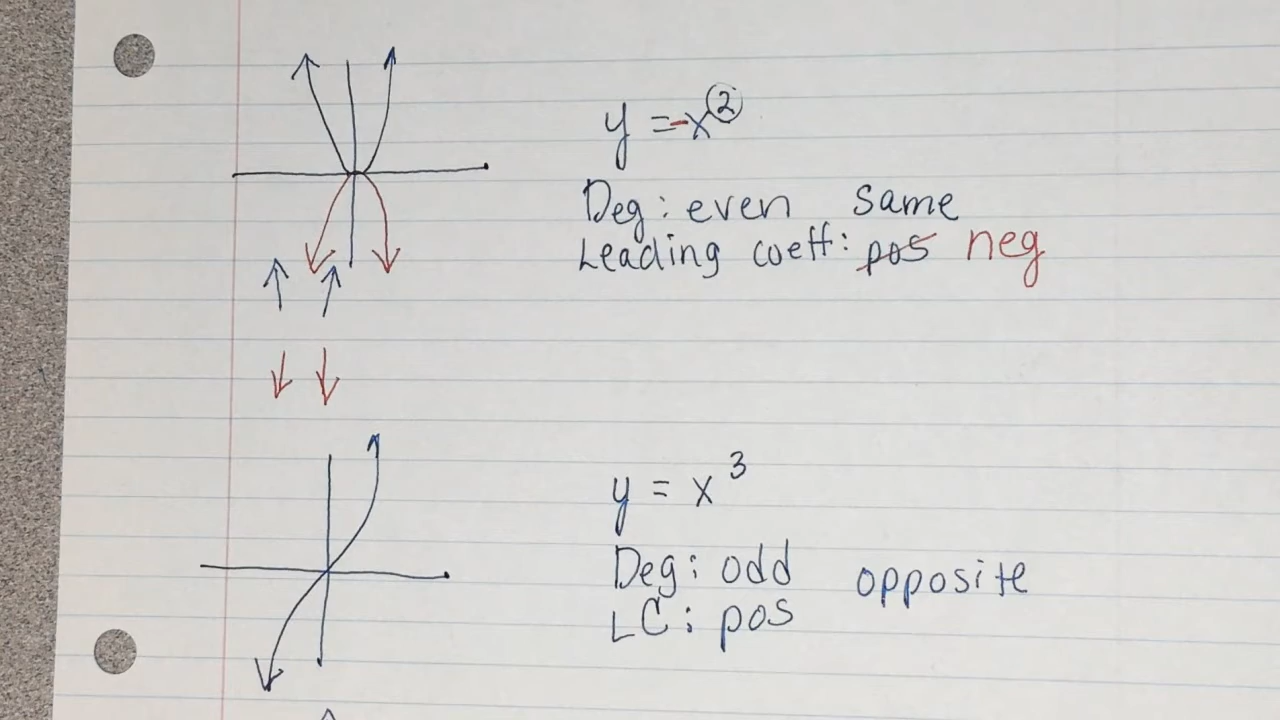 y = -x²
Deg: even same
Leading coeff: pos neg
y = x³
Deg: odd opposite
LC: pos